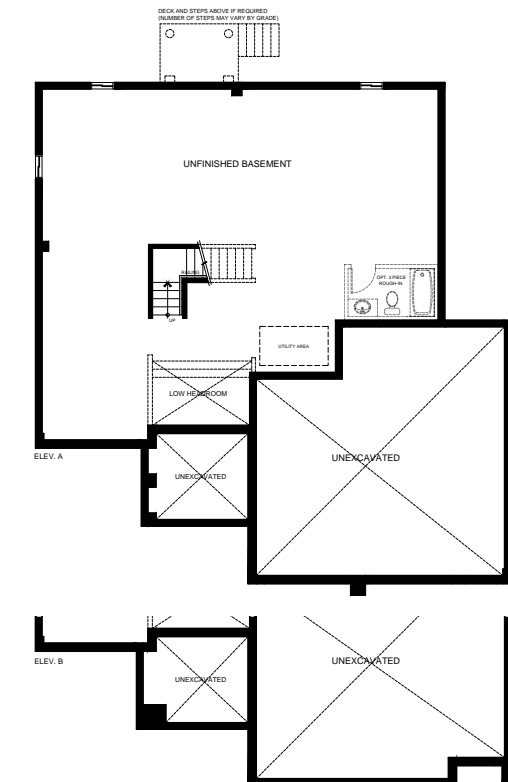 DECK AND STEPS ABOVE IF REQUIRED
(NUMBER OF STEPS MAY VARY BY GRADE)
UNFINISHED BASEMENT
RAILING
OPT. 3 PIECE
ROUGH-IN
UP
UTILITY AREA
LOW HEADROOM
ELEV. A
UNEXCAVATED
UNEXCAVATED
ELEV. B
UNEXCAVATED
UNEXCAVATED